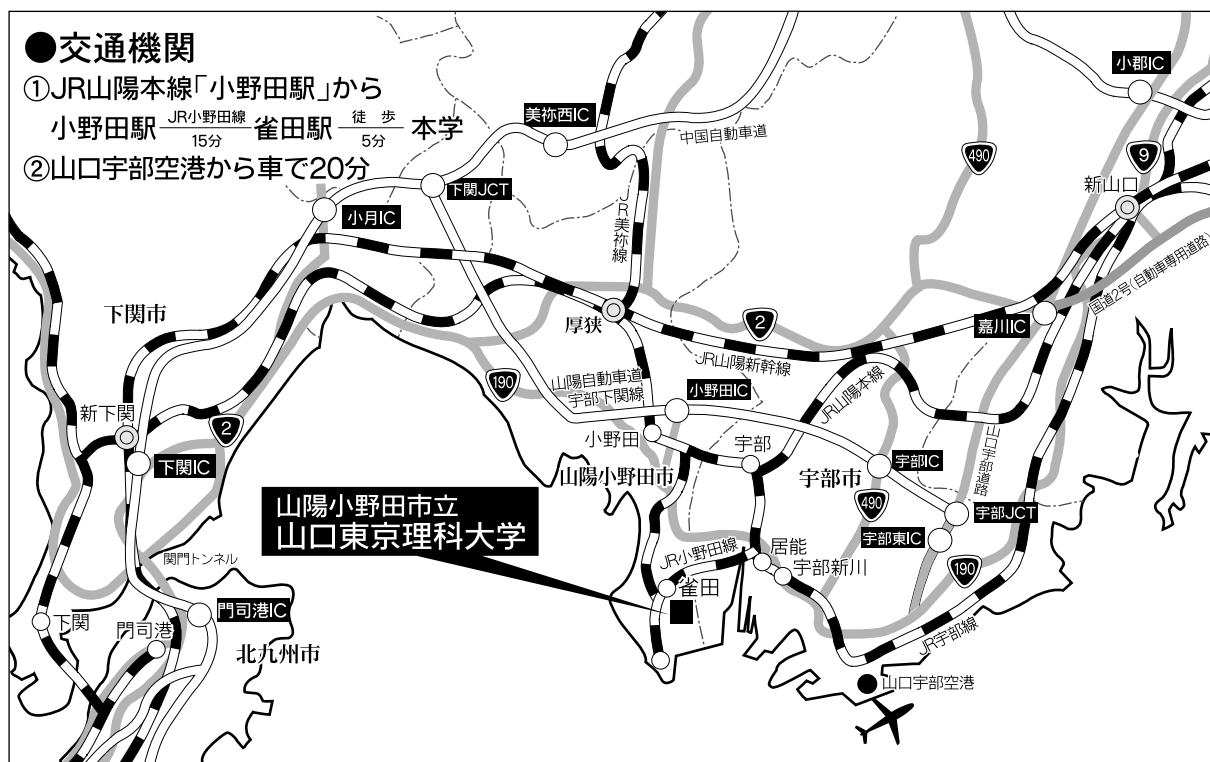 ●交通機関
①JR山陽本線「小野田駅」から
小野田駅 JR小野田線 15分 雀田駅 徒歩 5分 本学
②山口宇部空港から車で20分
小郡IC
美祢西IC
中国自動車道
490
9
新山口
下関JCT
小月IC
JR美祢線
国道2号(自動車専用道路)
下関市
厚狭
2
嘉川IC
JR山陽新幹線
190
山陽自動車道
宇部下関線
小野田IC
JR山陽本線
新下関
2
小野田
宇部
山口宇部道路
下関IC
山陽小野田市
宇部市
宇部IC
490
宇部JCT
山陽小野田市立
山口東京理科大学
宇部東IC
関門トンネル
JR小野田線
居能
宇部新川
190
雀田
下関
門司港
門司港IC
北九州市
JR宇部線
山口宇部空港